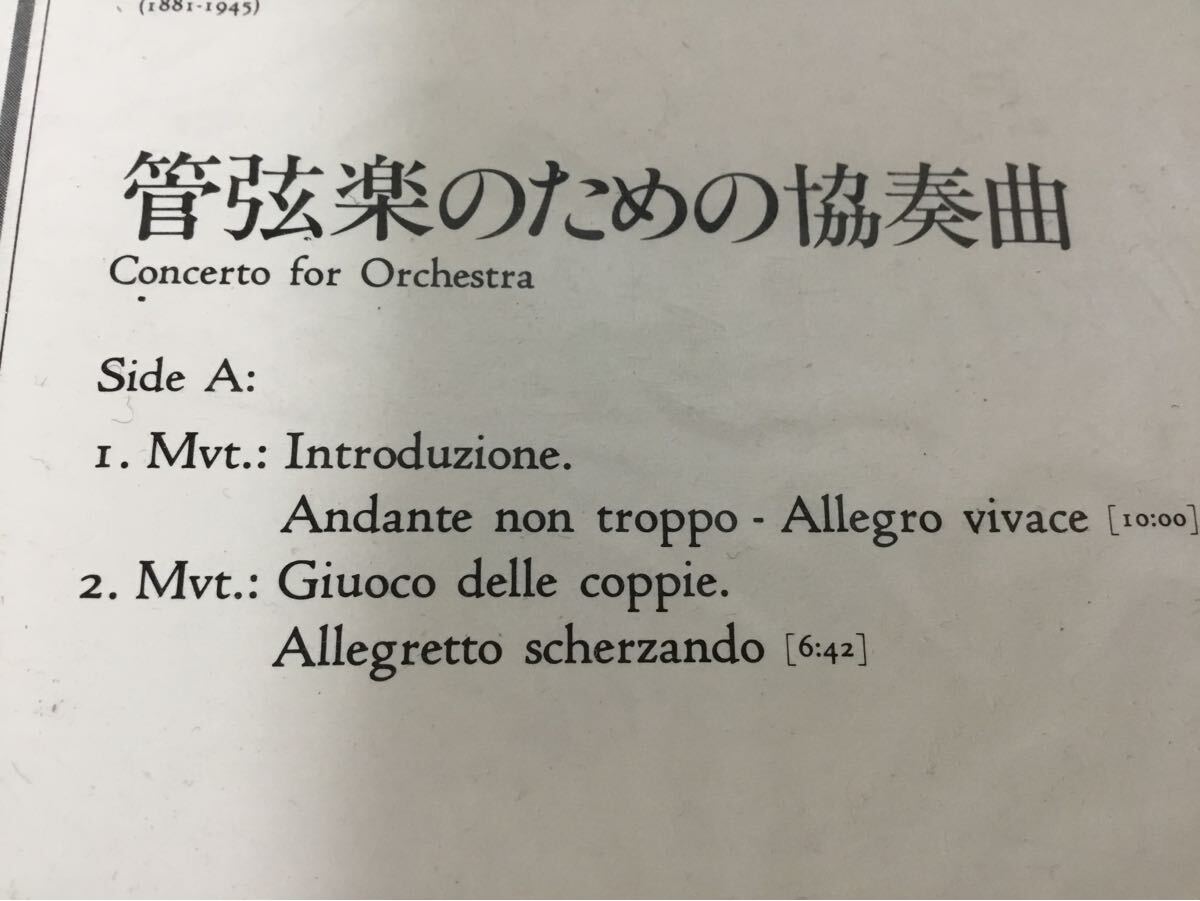 (1881-1945)
管弦楽のための協奏曲
Concerto for Orchestra
Side A:
1. Mvt.: Introduzione.
Andante non troppo - Allegro vivace [10:00]
2. Mvt.: Giuoco delle coppie.
Allegretto scherzando [6:42]